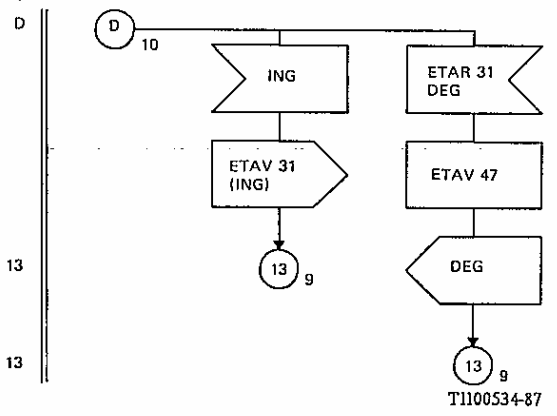 D
D
10
ING
ETAR 31
DEG
ETAV 31
(ING)
ETAV 47
13
13
9
DEG
13
13
9
T1100534-87